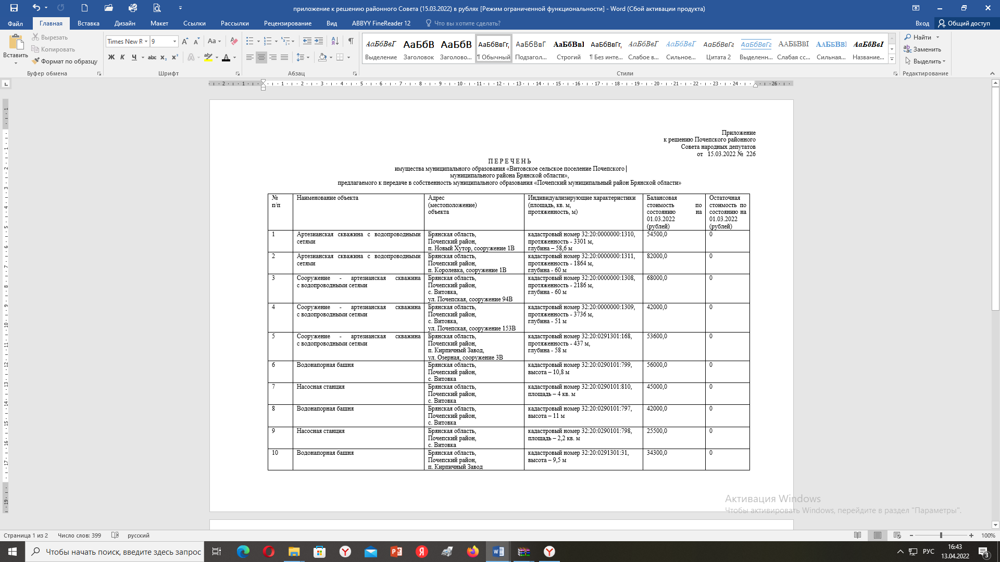 приложение к решению районного Совета (15.03.2022) в рублях [Режим ограниченной функциональности] - Word (Сбой активации продукта)
Файл Главная Вставка Дизайн Макет Ссылки Рассылки Рецензирование Вид ABBYY FineReader 12 Что вы хотите сделать? Вход Общий доступ
Вставить
Вырезать
Копировать
Формат по образцу
Буфер обмена
Times New R 9
Шрифт
Абзац
АаБбВвГ АаБбВ АаБбВ АаБбВвГг, АаБбВвГ АаБбВвІ АаБбВвГг, АаБбВвГ АаБбВвГ АаБбВвГг АаБбВвГг ААББВВІ ААББВВІ АаБбВвІ
Выделение Заголовок Заголово... ¶ Обычный Подзагол... Строгий ¶ Без инте... Слабое в... Сильное... Цитата 2 Выделенн... Слабая сс... Сильная... Название...
Стили
Найти
Заменить
Выделить
Редактирование
Приложение
к решению Почепского районного
Совета народных депутатов
от 15.03.2022 № 226
П Е Р Е Ч Е Н Ь
имущества муниципального образования «Витовское сельское поселение Почепского
муниципального района Брянской области»,
предлагаемого к передаче в собственность муниципального образования «Почепский муниципальный район Брянской области»
№ п/п
Наименование объекта
Адрес
(местоположение)
объекта
Индивидуализирующие характеристики
(площадь, кв. м,
протяженность, м)
Балансовая
стоимость по
состоянию на
01.03.2022
(рублей)
Остаточная
стоимость по
состоянию на
01.03.2022
(рублей)
1
Артезианская скважина с водопроводными
сетями
Брянская область,
Почепский район,
п. Новый Хутор, сооружение 1В
кадастровый номер 32:20:0000000:1310,
протяженность - 3301 м,
глубина – 58,6 м
54500,0
0
2
Артезианская скважина с водопроводными
сетями
Брянская область,
Почепский район,
п. Королевка, сооружение 1В
кадастровый номер 32:20:0000000:1311,
протяженность - 1864 м,
глубина - 60 м
82000,0
0
3
Сооружение - артезианская скважина
с водопроводными сетями
Брянская область,
Почепский район,
с. Витовка,
ул. Почепская, сооружение 94В
кадастровый номер 32:20:0000000:1308,
протяженность - 2186 м,
глубина - 60 м
68000,0
0
4
Сооружение - артезианская скважина
с водопроводными сетями
Брянская область,
Почепский район,
с. Витовка,
ул. Почепская, сооружение 153В
кадастровый номер 32:20:0000000:1309,
протяженность - 3736 м,
глубина - 51 м
42000,0
0
5
Сооружение - артезианская скважина
с водопроводными сетями
Брянская область,
Почепский район,
п. Кирпичный Завод,
ул. Озерная, сооружение 3В
кадастровый номер 32:20:0291301:168,
протяженность - 437 м,
глубина - 58 м
53600,0
0
6
Водонапорная башня
Брянская область,
Почепский район,
с. Витовка
кадастровый номер 32:20:0290101:799,
высота – 10,8 м
56000,0
0
7
Насосная станция
Брянская область,
Почепский район,
с. Витовка
кадастровый номер 32:20:0290101:810,
площадь – 4 кв. м
45000,0
0
8
Водонапорная башня
Брянская область,
Почепский район,
с. Витовка
кадастровый номер 32:20:0290101:797,
высота – 11 м
42000,0
0
9
Насосная станция
Брянская область,
Почепский район,
с. Витовка
кадастровый номер 32:20:0290101:798,
площадь – 2,2 кв. м
25500,0
0
10
Водонапорная башня
Брянская область,
Почепский район,
п. Кирпичный Завод
кадастровый номер 32:20:0291301:31,
высота – 9,5 м
34300,0
0
Активация Windows
Чтобы активировать Windows, перейдите в раздел "Параметры".
Страница 1 из 2 Число слов: 399 русский 100%
Чтобы начать поиск, введите здесь запрос
РУС
16:43
13.04.2022
3